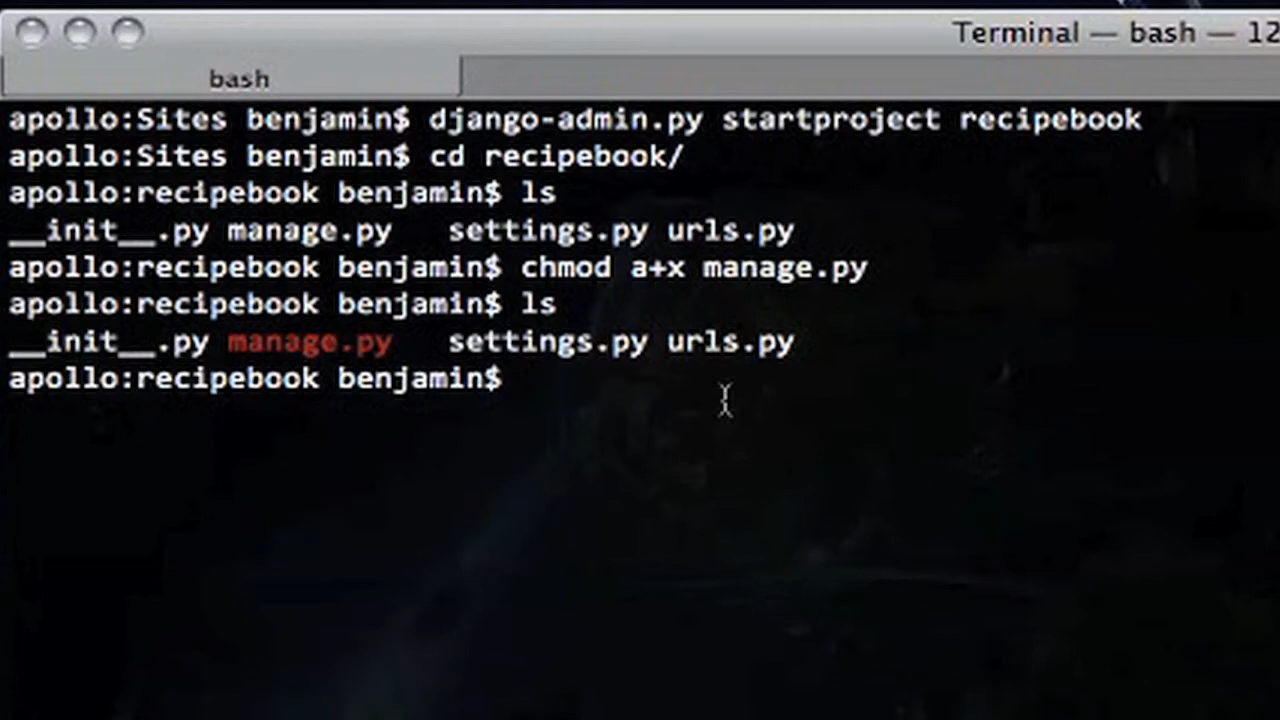 Terminal — bash — 12
bash
apollo:Sites benjamin$ django-admin.py startproject recipebook
apollo:Sites benjamin$ cd recipebook/
apollo:recipebook benjamin$ ls
__init__.py manage.py   settings.py urls.py
apollo:recipebook benjamin$ chmod a+x manage.py
apollo:recipebook benjamin$ ls
__init__.py manage.py   settings.py urls.py
apollo:recipebook benjamin$